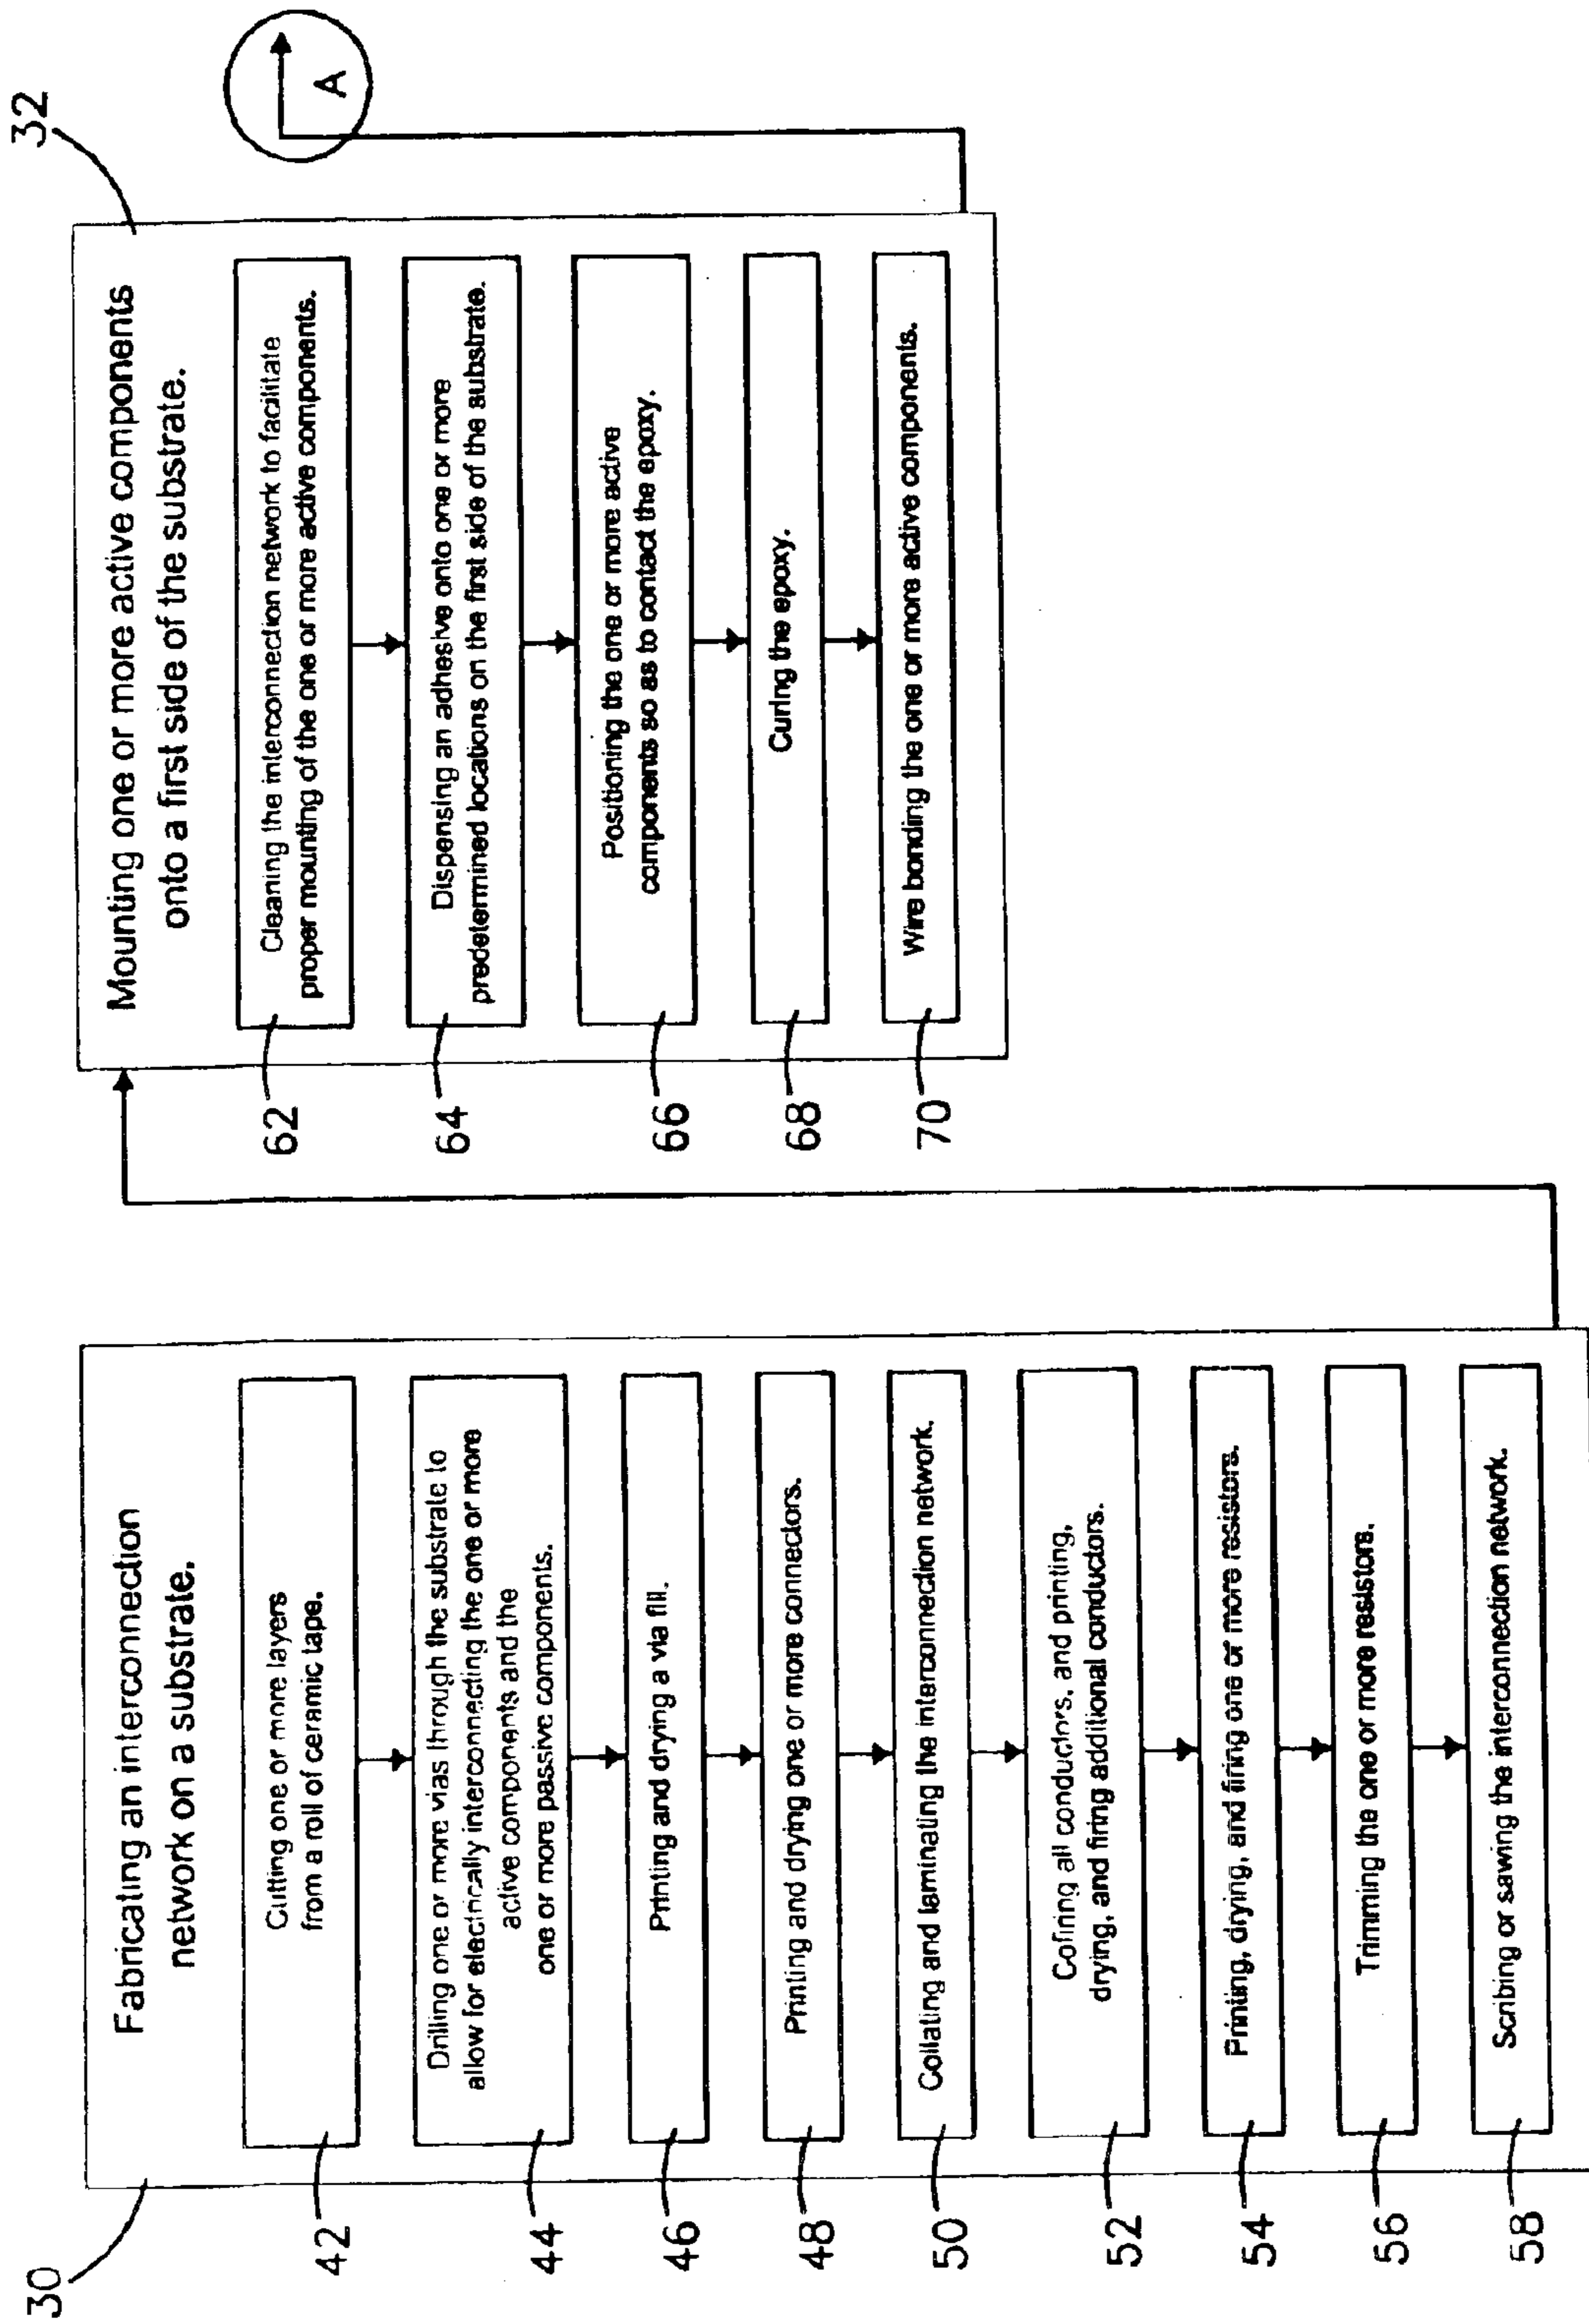 30
Fabricating an interconnection
network on a substrate.
42
Cutting one or more layers
from a roll of ceramic tape.
44
Drilling one or more vias through the substrate to
allow for electrically interconnecting the one or more
active components and the
one or more passive components.
46
Printing and drying a via fill.
48
Printing and drying one or more connectors.
50
Collating and laminating the interconnection network.
52
Cofiring all conductors, and printing,
drying, and firing additional conductors.
54
Printing, drying, and firing one or more resistors.
56
Trimming the one or more resistors.
58
Scribing or sawing the interconnection network.
32
Mounting one or more active components
onto a first side of the substrate.
62
Cleaning the interconnection network to facilitate
proper mounting of the one or more active components.
64
Dispensing an adhesive onto one or more
predetermined locations on the first side of the substrate.
66
Positioning the one or more active
components so as to contact the epoxy.
68
Curing the epoxy.
70
Wire bonding the one or more active components.
A